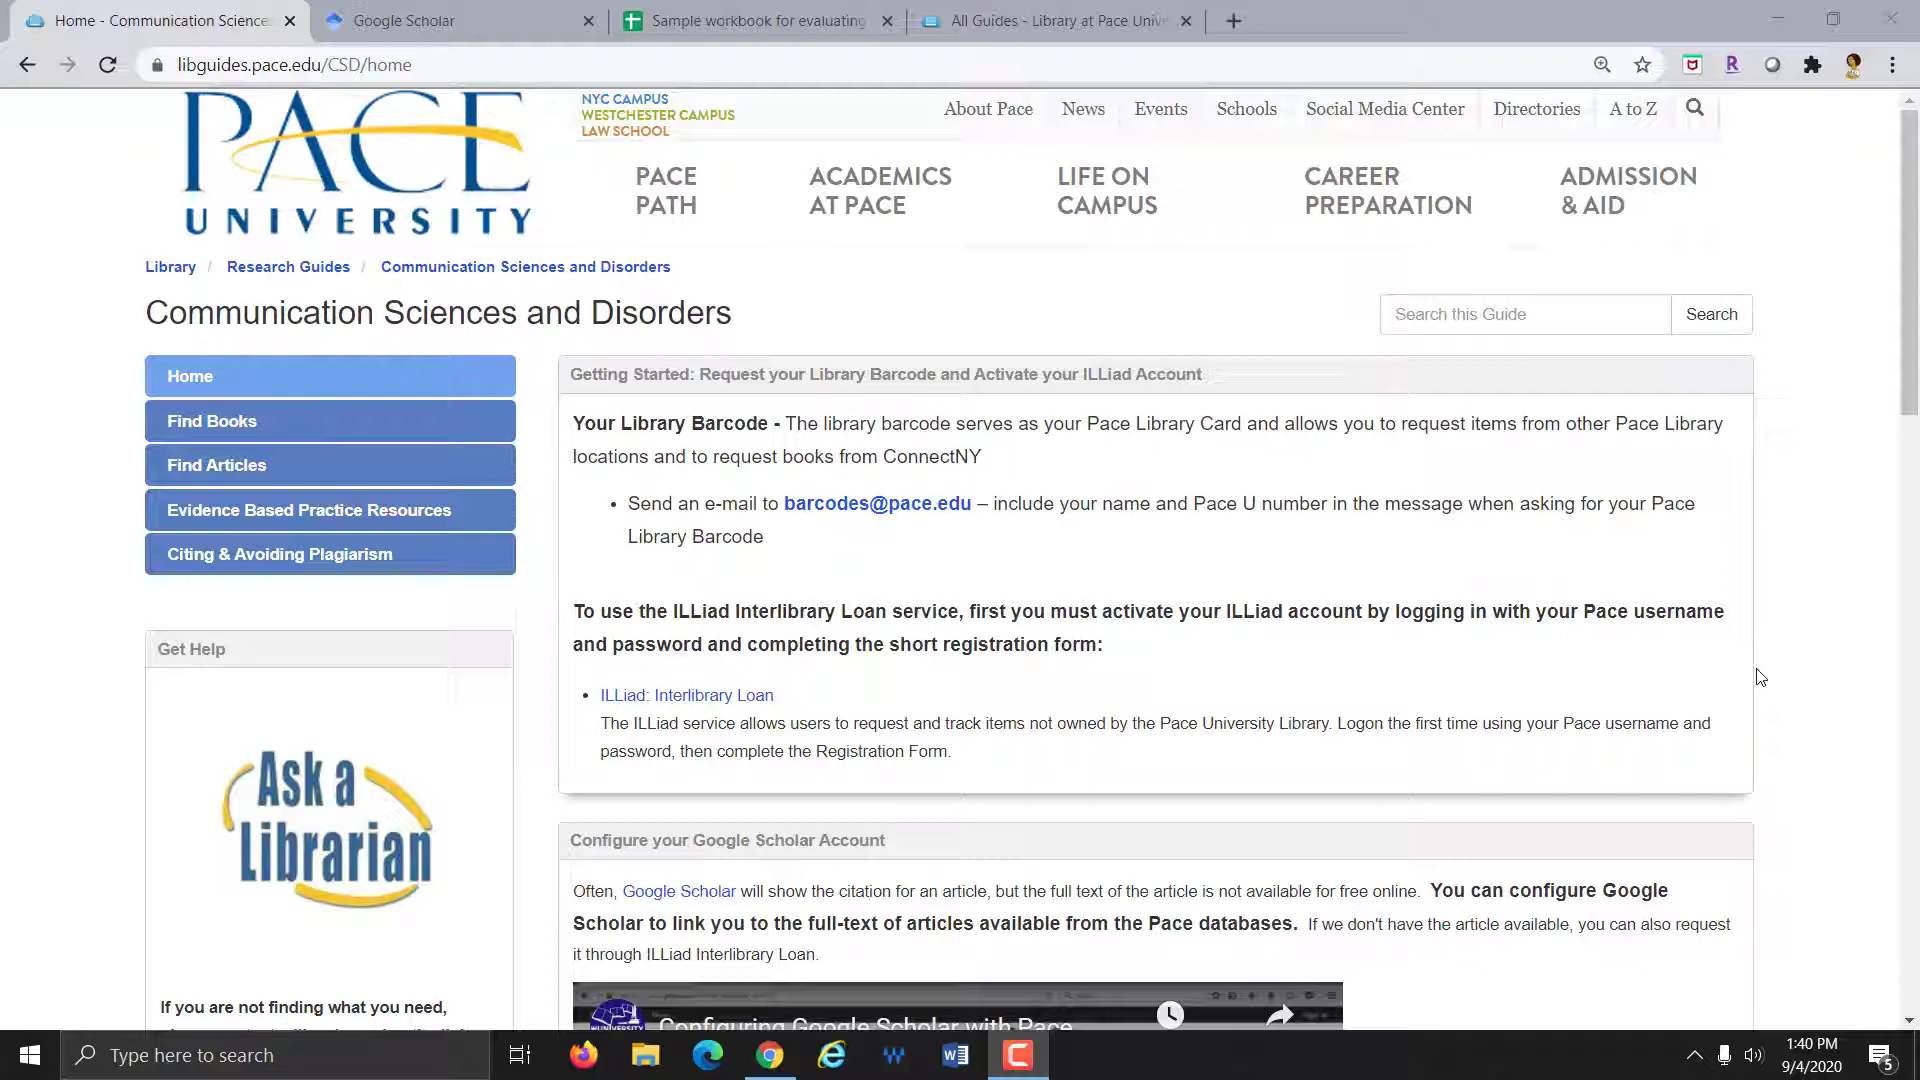 Home - Communication Science
Google Scholar
Sample workbook for evaluating
All Guides - Library at Pace Univ
libguides.pace.edu/CSD/home
PACE
UNIVERSITY
NYC CAMPUS
WESTCHESTER CAMPUS
LAW SCHOOL
About Pace
News
Events
Schools
Social Media Center
Directories
A to Z
PACE
PATH
ACADEMICS
AT PACE
LIFE ON
CAMPUS
CAREER
PREPARATION
ADMISSION
& AID
Library / Research Guides / Communication Sciences and Disorders
Communication Sciences and Disorders
Search this Guide
Search
Home
Find Books
Find Articles
Evidence Based Practice Resources
Citing & Avoiding Plagiarism
Get Help
Ask a
Librarian
If you are not finding what you need,
Getting Started: Request your Library Barcode and Activate your ILLiad Account
Your Library Barcode - The library barcode serves as your Pace Library Card and allows you to request items from other Pace Library
locations and to request books from ConnectNY
• Send an e-mail to barcodes@pace.edu – include your name and Pace U number in the message when asking for your Pace
Library Barcode
To use the ILLiad Interlibrary Loan service, first you must activate your ILLiad account by logging in with your Pace username
and password and completing the short registration form:
• ILLiad: Interlibrary Loan
The ILLiad service allows users to request and track items not owned by the Pace University Library. Logon the first time using your Pace username and
password, then complete the Registration Form.
Configure your Google Scholar Account
Often, Google Scholar will show the citation for an article, but the full text of the article is not available for free online. You can configure Google
Scholar to link you to the full-text of articles available from the Pace databases. If we don't have the article available, you can also request
it through ILLiad Interlibrary Loan.
Configuring Google Scholar with Pace
Type here to search
1:40 PM
9/4/2020
5